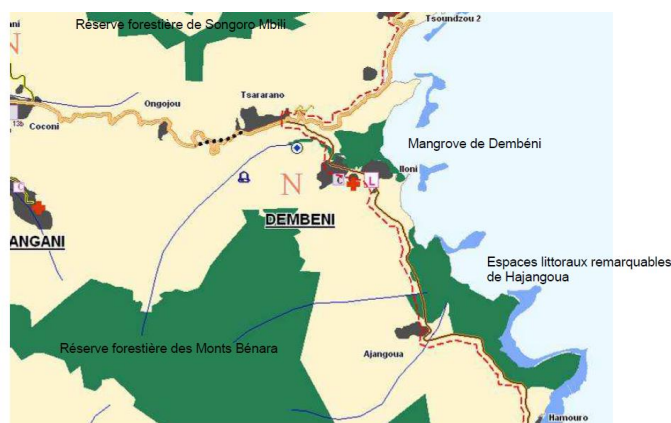 Réserve forestière de Songoro Mbili
Tsoundzou 2
N
Tsararano
Ongojou
13b
Coconi
Mangrove de Dembéni
Iloni
C
L
N
DEMBENI
C
L
ANGANI
Espaces littoraux remarquables
de Hajangoua
Réserve forestière des Monts Bénara
Ajangoua
Hamouro